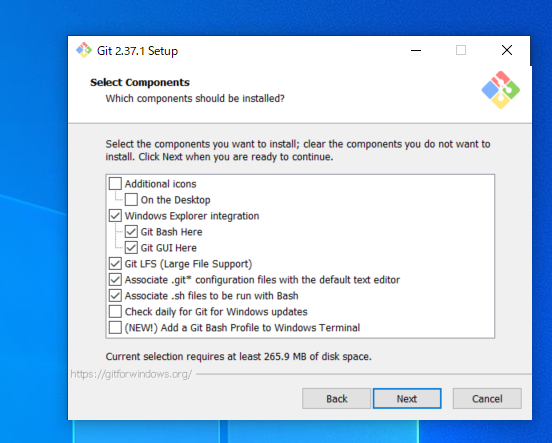 Git 2.37.1 Setup
Select Components
Which components should be installed?
Select the components you want to install; clear the components you do not want to
install. Click Next when you are ready to continue.
Additional icons
On the Desktop
Windows Explorer integration
Git Bash Here
Git GUI Here
Git LFS (Large File Support)
Associate .git* configuration files with the default text editor
Associate .sh files to be run with Bash
Check daily for Git for Windows updates
(NEW!) Add a Git Bash Profile to Windows Terminal
Current selection requires at least 265.9 MB of disk space.
https://gitforwindows.org/
Back Next Cancel